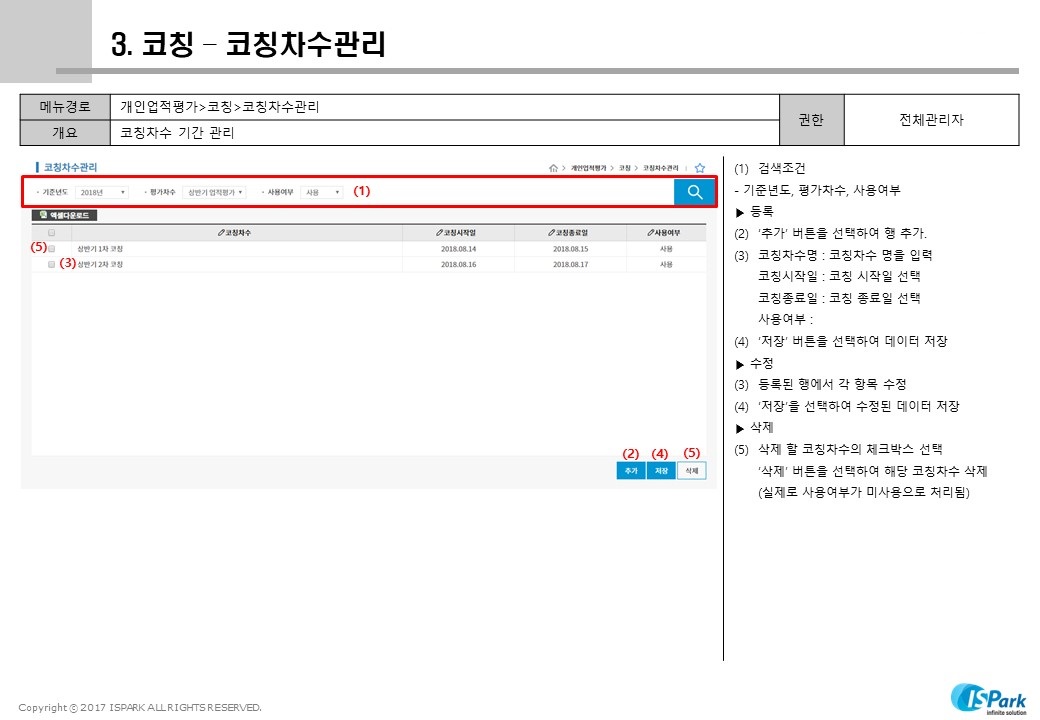 3. 코칭 – 코칭차수관리
메뉴경로 개인업적평가>코칭>코칭차수관리 권한 전체관리자
개요 코칭차수 기간 관리
코칭차수관리 > 개인업적평가 > 코칭 > 코칭차수관리
기준년도 2018년 평가차수 상반기 업적평가 사용여부 사용 (1)
엑셀다운로드
코칭차수 코칭시작일 코칭종료일 사용여부
(5) 상반기 1차 코칭 2018.08.14 2018.08.15 사용
(3) 상반기 2차 코칭 2018.08.16 2018.08.17 사용
(2) (4) (5)
추가 저장 삭제
(1) 검색조건
- 기준년도, 평가차수, 사용여부
▶ 등록
(2) ‘추가’ 버튼을 선택하여 행 추가.
(3) 코칭차수명 : 코칭차수 명을 입력
코칭시작일 : 코칭 시작일 선택
코칭종료일 : 코칭 종료일 선택
사용여부 :
(4) ‘저장’ 버튼을 선택하여 데이터 저장
▶ 수정
(3) 등록된 행에서 각 항목 수정
(4) ‘저장’을 선택하여 수정된 데이터 저장
▶ 삭제
(5) 삭제 할 코칭차수의 체크박스 선택
‘삭제’ 버튼을 선택하여 해당 코칭차수 삭제
(실제로 사용여부가 미사용으로 처리됨)
Copyright ⓒ 2017 ISPARK ALL RIGHTS RESERVED.
ISPark
infinite solution